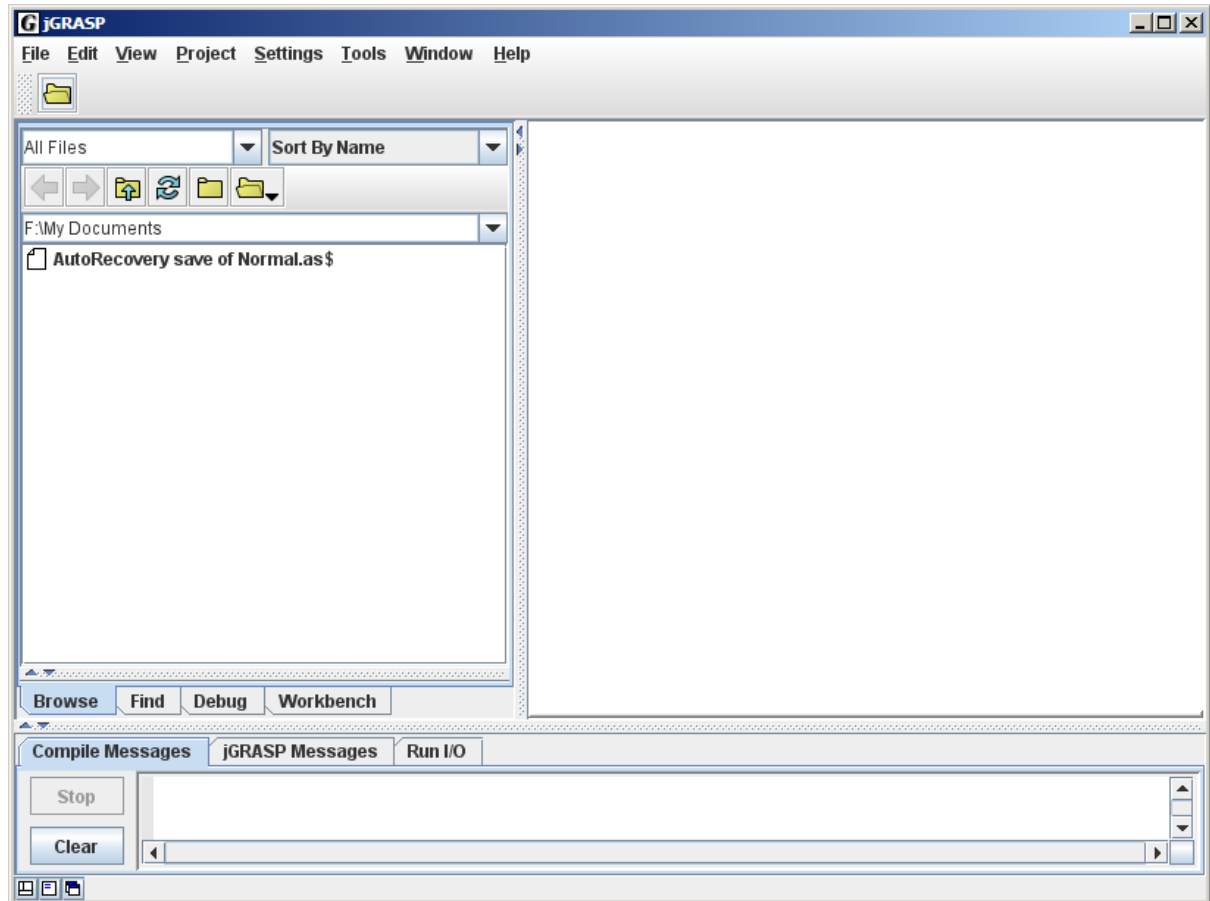 jGRASP
File Edit View Project Settings Tools Window Help
All Files Sort By Name
F:\My Documents
AutoRecovery save of Normal.as$
Browse Find Debug Workbench
Compile Messages jGRASP Messages Run I/O
Stop
Clear